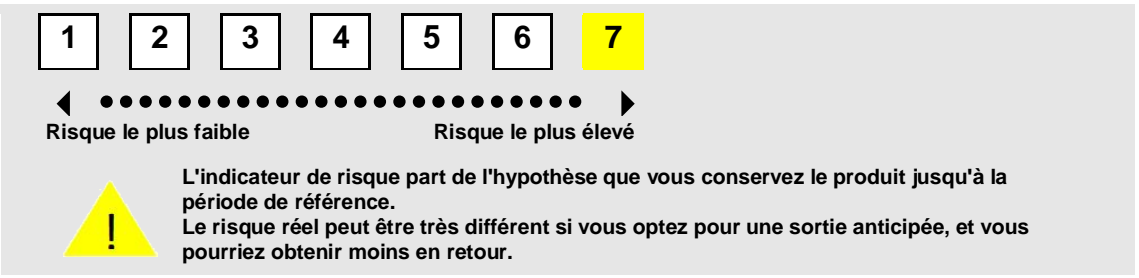 1 2 3 4 5 6 7
Risque le plus faible Risque le plus élevé
L'indicateur de risque part de l'hypothèse que vous conservez le produit jusqu'à la
période de référence.
Le risque réel peut être très différent si vous optez pour une sortie anticipée, et vous
pourriez obtenir moins en retour.
!